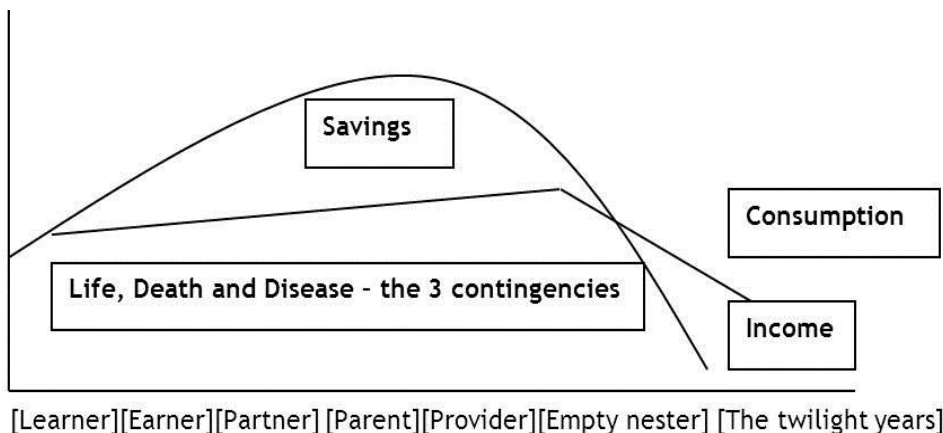 Savings
Consumption
Life, Death and Disease – the 3 contingencies
Income
[Learner][Earner][Partner] [Parent][Provider][Empty nester] [The twilight years]